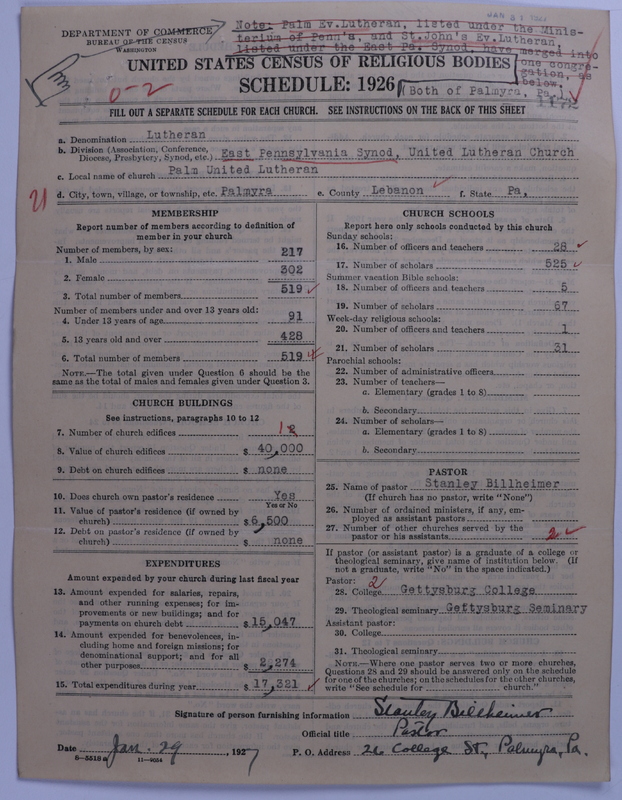 JAN 31 1927
DEPARTMENT OF COMMERCE
BUREAU OF THE CENSUS
WASHINGTON
Note: Palm Ev.Lutheran, listed under the Minis-
terium of Penn'a, and St.John's Ev.Lutheran,
listed under the East Pa. Synod, have merged into
one congre-
gation, as
below.
(Both of Palmyra, Pa.)
UNITED STATES CENSUS OF RELIGIOUS BODIES
SCHEDULE: 1926
0-2
FILL OUT A SEPARATE SCHEDULE FOR EACH CHURCH. SEE INSTRUCTIONS ON THE BACK OF THIS SHEET
a. Denomination Lutheran
b. Division (Association, Conference,
Diocese, Presbytery, Synod, etc.) East Pennsylvania Synod, United Lutheran Church
c. Local name of church Palm United Lutheran
d. City, town, village, or township, etc. Palmyra e. County Lebanon f. State Pa,
21
MEMBERSHIP
Report number of members according to definition of
member in your church
Number of members, by sex:
1. Male 217
2. Female 302
3. Total number of members 519
Number of members under and over 13 years old:
4. Under 13 years of age 91
5. 13 years old and over 428
6. Total number of members 519
NOTE.—The total given under Question 6 should be the
same as the total of males and females given under Question 3.
CHURCH BUILDINGS
See instructions, paragraphs 10 to 12
7. Number of church edifices 1
8. Value of church edifices $ 40,000
9. Debt on church edifices $ none
10. Does church own pastor's residence Yes
Yes or No
11. Value of pastor's residence (if owned by
church) $ 6,500
12. Debt on pastor's residence (if owned by
church) $ none
EXPENDITURES
Amount expended by your church during last fiscal year
13. Amount expended for salaries, repairs,
and other running expenses; for im-
provements or new buildings; and for
payments on church debt $ 15,047
14. Amount expended for benevolences, in-
cluding home and foreign missions; for
denominational support; and for all
other purposes $ 2,274
15. Total expenditures during year $ 17,321
CHURCH SCHOOLS
Report here only schools conducted by this church
Sunday schools:
16. Number of officers and teachers 28
17. Number of scholars 525
Summer vacation Bible schools:
18. Number of officers and teachers 5
19. Number of scholars 67
Week-day religious schools:
20. Number of officers and teachers 1
21. Number of scholars 31
Parochial schools:
22. Number of administrative officers
23. Number of teachers—
a. Elementary (grades 1 to 8)
b. Secondary
24. Number of scholars—
a. Elementary (grades 1 to 8)
b. Secondary
PASTOR
25. Name of pastor Stanley Billheimer
(If church has no pastor, write "None")
26. Number of ordained ministers, if any, em-
ployed as assistant pastors
27. Number of other churches served by the
pastor or his assistants
If pastor (or assistant pastor) is a graduate of a college or
theological seminary, give name of institution below. (If
not a graduate, write "No" in the space indicated.)
Pastor: 2
28. College Gettysburg College
29. Theological seminary Gettysburg Seminary
Assistant pastor:
30. College
31. Theological seminary
NOTE.—Where one pastor serves two or more churches,
Questions 28 and 29 should be answered only on the schedule
for one of the churches; on the schedules for the other churches,
write "See schedule for church."
Signature of person furnishing information Stanley Billheimer
Official title Pastor
Date Jan. 29, 1927 P. O. Address 26 College St, Palmyra, Pa.
8-5518a 11-9654